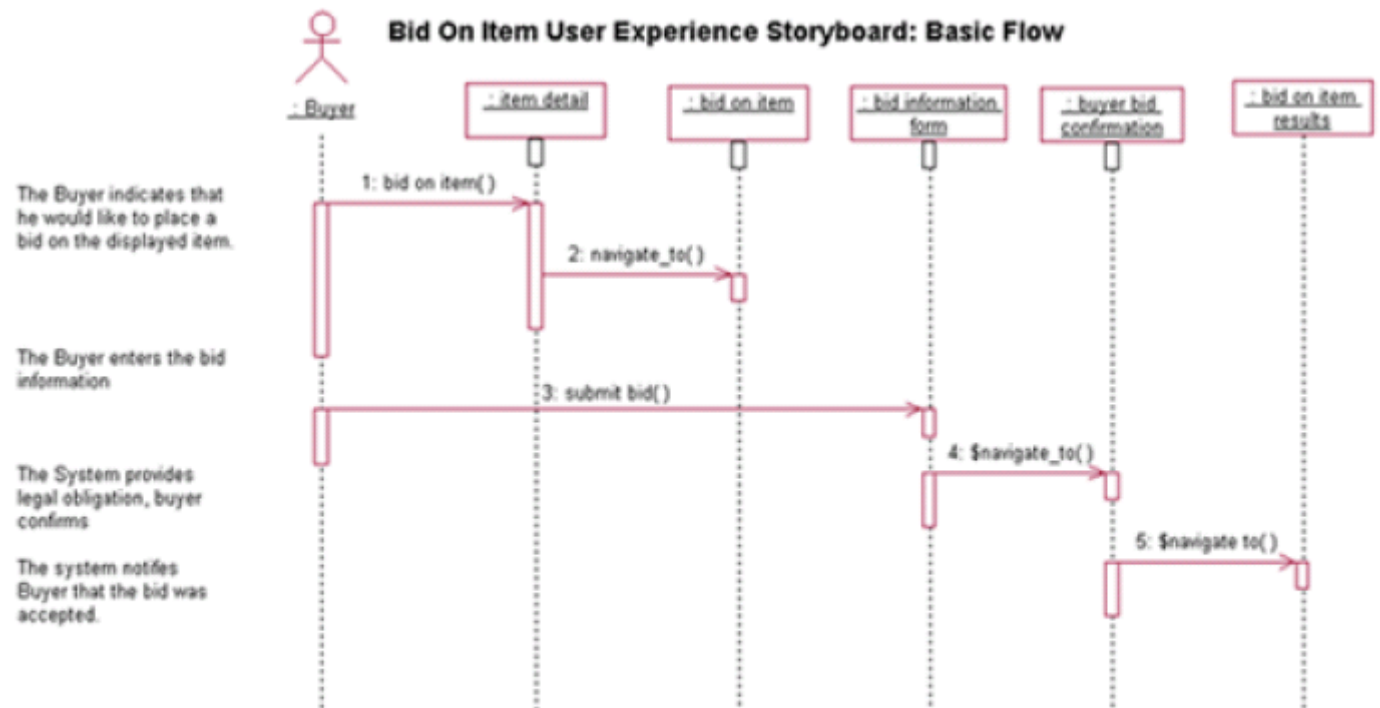 Bid On Item User Experience Storyboard: Basic Flow
: Buyer
: item detail
: bid on item
: bid information
form
: buyer bid
confirmation
: bid on item
results
The Buyer indicates that
he would like to place a
bid on the displayed item.
1: bid on item( )
2: navigate_to( )
The Buyer enters the bid
information
3: submit bid( )
The System provides
legal obligation, buyer
confirms
4: $navigate_to( )
The system notifes
Buyer that the bid was
accepted.
5: $navigate to( )